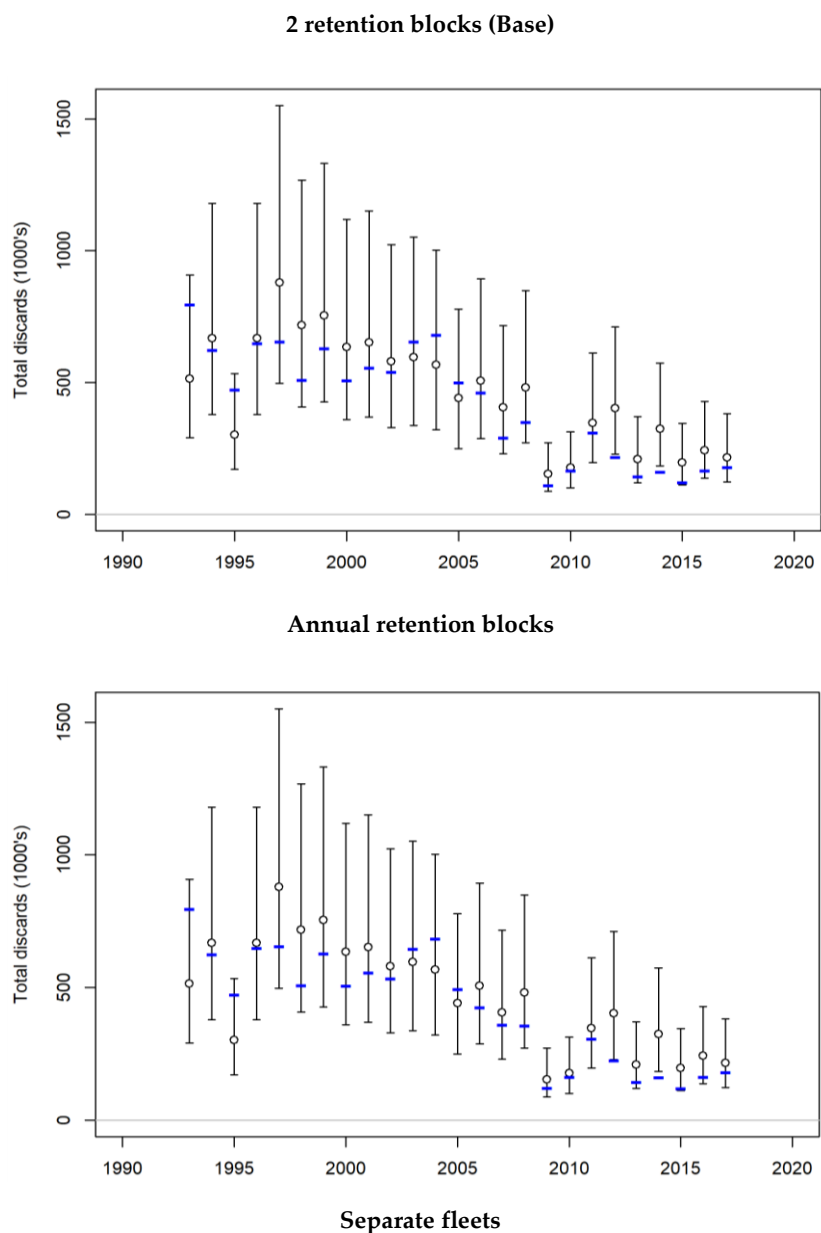 2 retention blocks (Base)
Total discards (1000's)
1500
1000
500
0
1990 1995 2000 2005 2010 2015 2020
Annual retention blocks
Total discards (1000's)
1500
1000
500
0
1990 1995 2000 2005 2010 2015 2020
Separate fleets